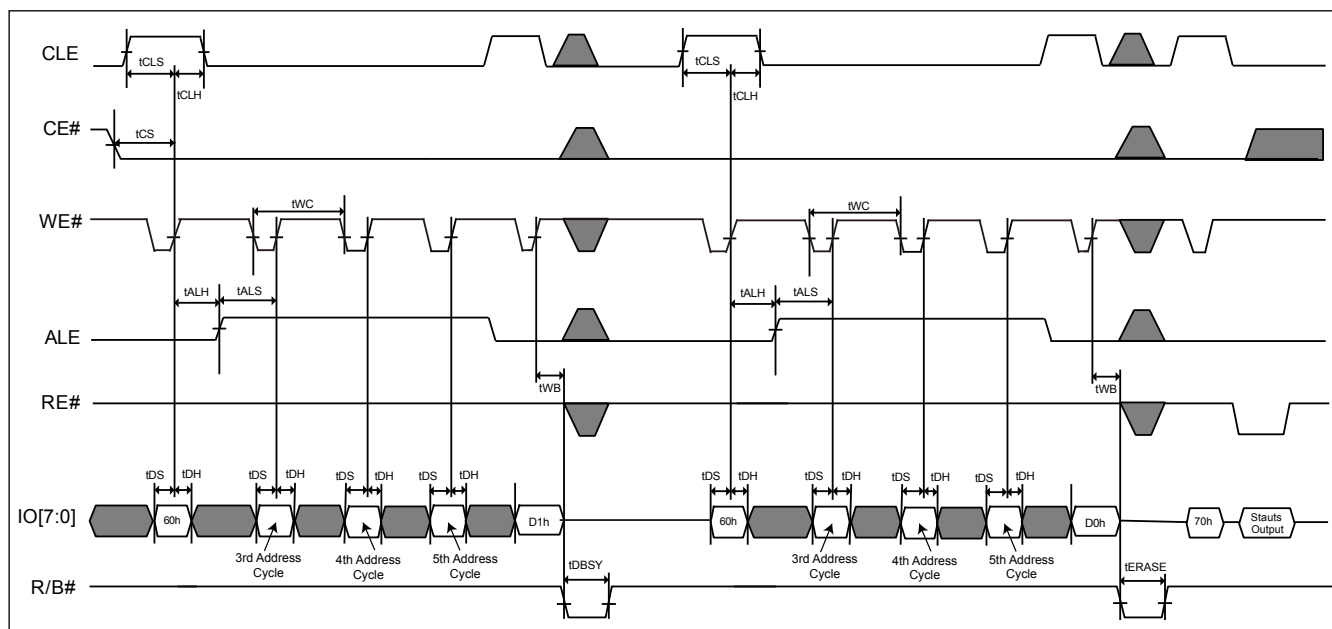 CLE
tCLS
tCLH
tCLS
tCLH
CE#
tCS
WE#
tWC
tWC
tALH
tALS
tALH
tALS
ALE
tWB
tWB
RE#
tDS
tDH
tDS
tDH
tDS
tDH
tDS
tDH
tDS
tDH
tDS
tDH
tDS
tDH
tDS
tDH
IO[7:0]
60h
D1h
60h
D0h
70h
Stauts
Output
3rd Address
Cycle
4th Address
Cycle
5th Address
Cycle
3rd Address
Cycle
4th Address
Cycle
5th Address
Cycle
tDBSY
tERASE
R/B#